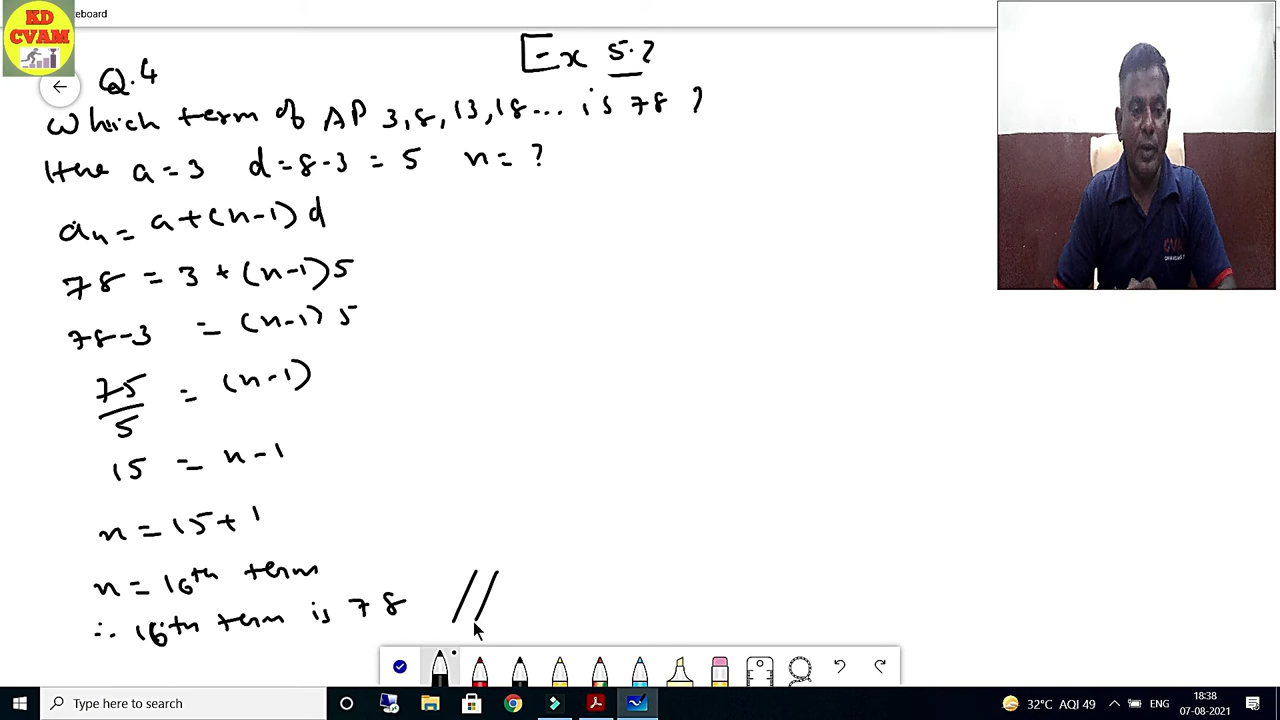 KD
CVAM
eboard
Ex 5.2
Q.4
Which term of AP 3,8,13,18... is 78 ?
Here a = 3 d = 8-3 = 5 n = ?
an = a+(n-1) d
78 = 3 + (n-1) 5
78-3 = (n-1) 5
75/5 = (n-1)
15 = n-1
n = 15+1
n = 16th term
∴ 16th term is 78 //
CVAM
Type here to search
32°C AQI 49
ENG
18:38
07-08-2021